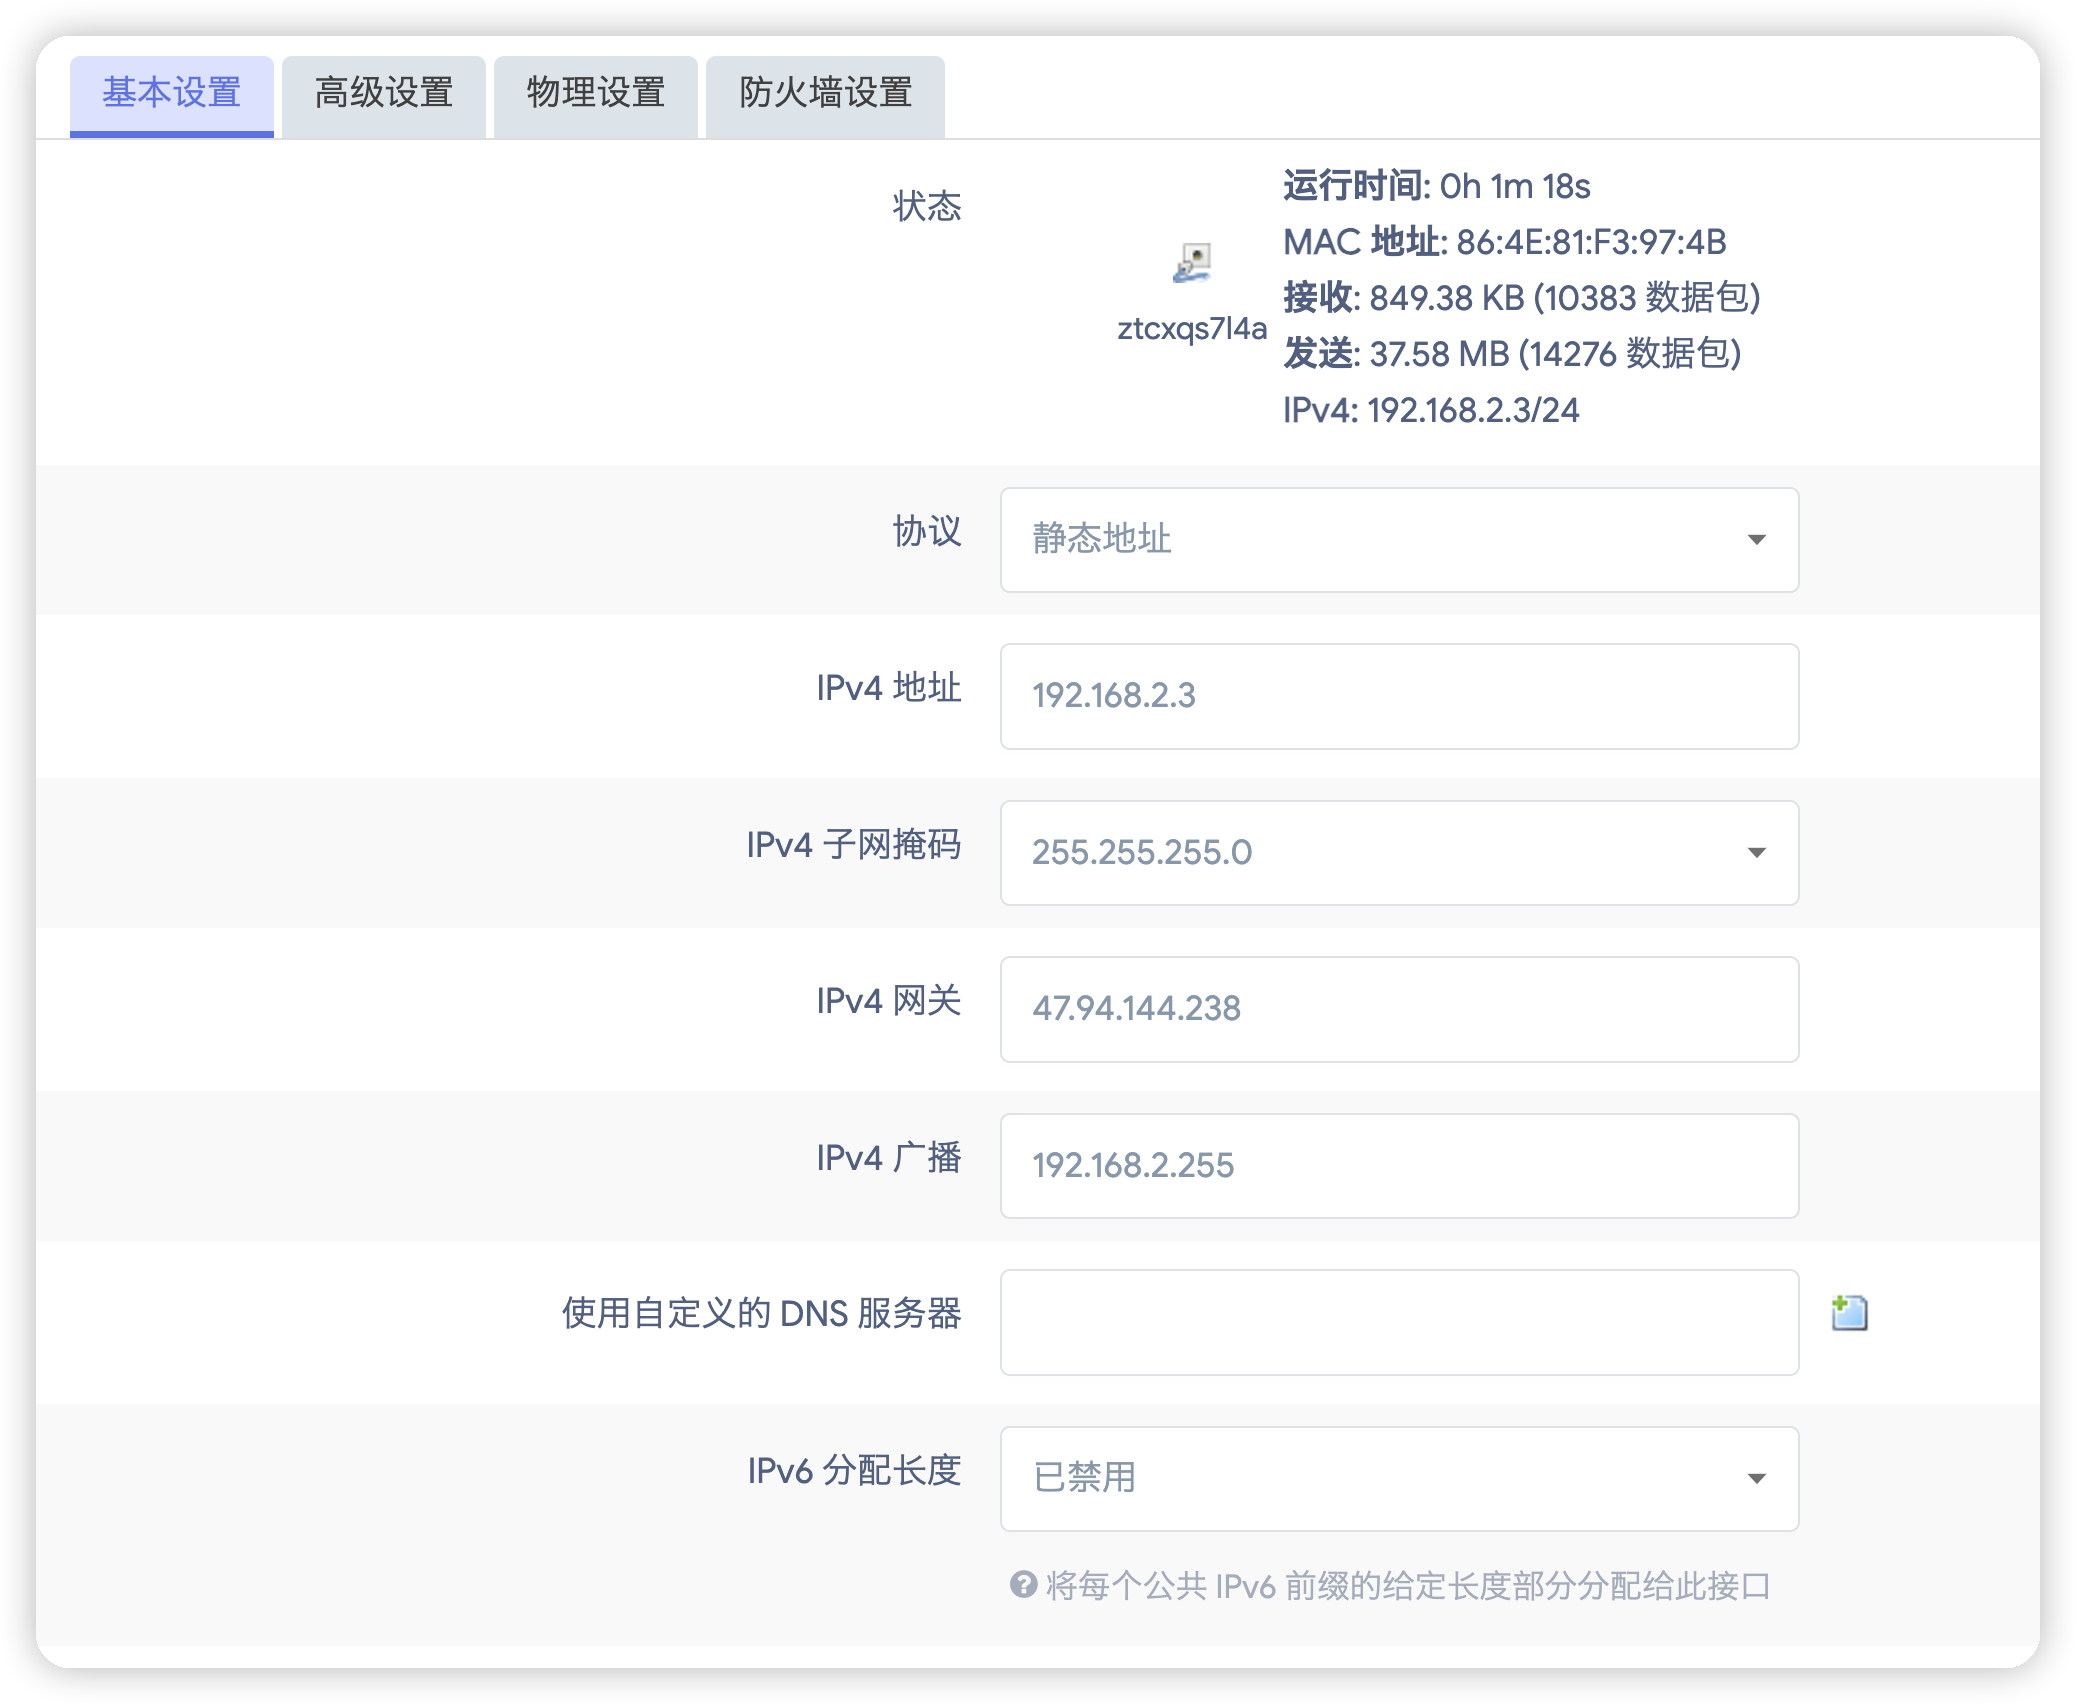 基本设置
高级设置
物理设置
防火墙设置
状态
ztcxqs7l4a
运行时间: 0h 1m 18s
MAC 地址: 86:4E:81:F3:97:4B
接收: 849.38 KB (10383 数据包)
发送: 37.58 MB (14276 数据包)
IPv4: 192.168.2.3/24
协议
静态地址
IPv4 地址
192.168.2.3
IPv4 子网掩码
255.255.255.0
IPv4 网关
47.94.144.238
IPv4 广播
192.168.2.255
使用自定义的 DNS 服务器
IPv6 分配长度
已禁用
将每个公共 IPv6 前缀的给定长度部分分配给此接口